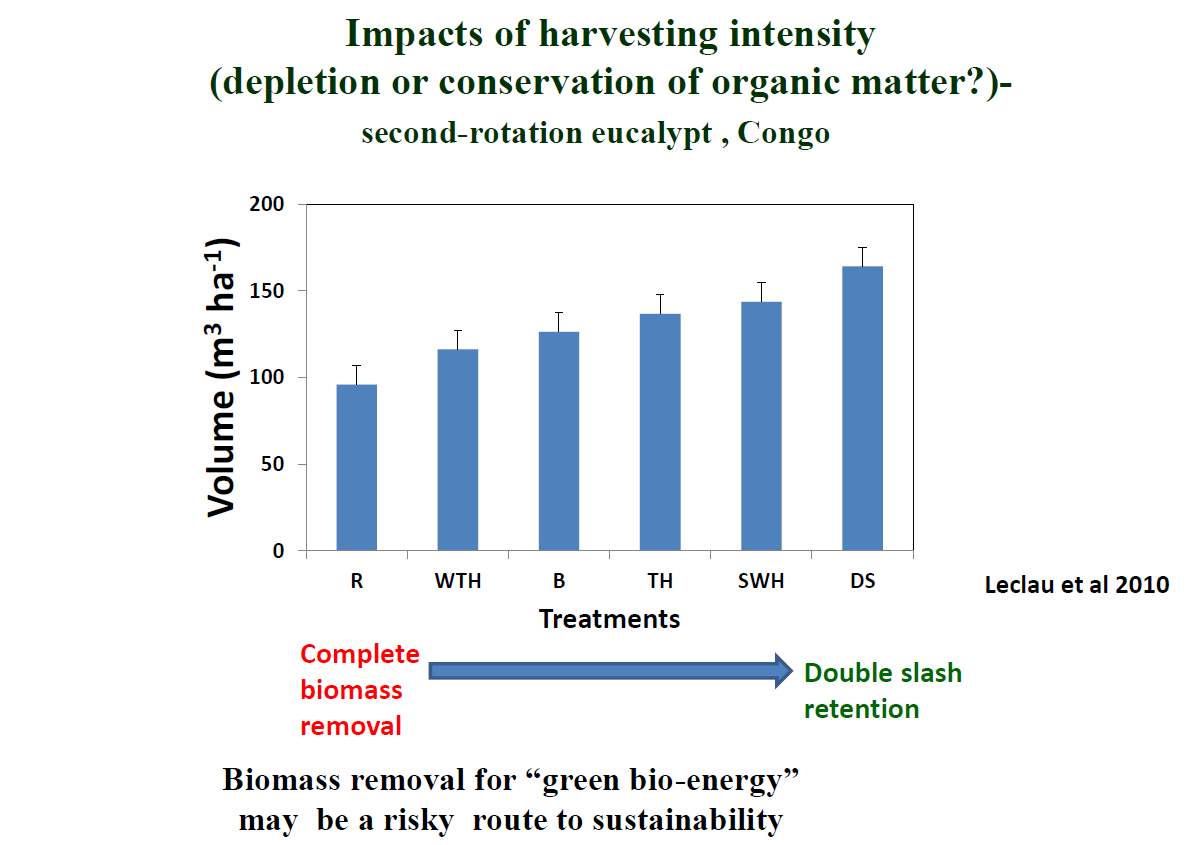 Impacts of harvesting intensity
(depletion or conservation of organic matter?)-
second-rotation eucalypt , Congo
200
150
100
50
0
Volume (m³ ha⁻¹)
R WTH B TH SWH DS
Treatments
Leclau et al 2010
Complete
biomass
removal
Double slash
retention
Biomass removal for “green bio-energy”
may be a risky route to sustainability